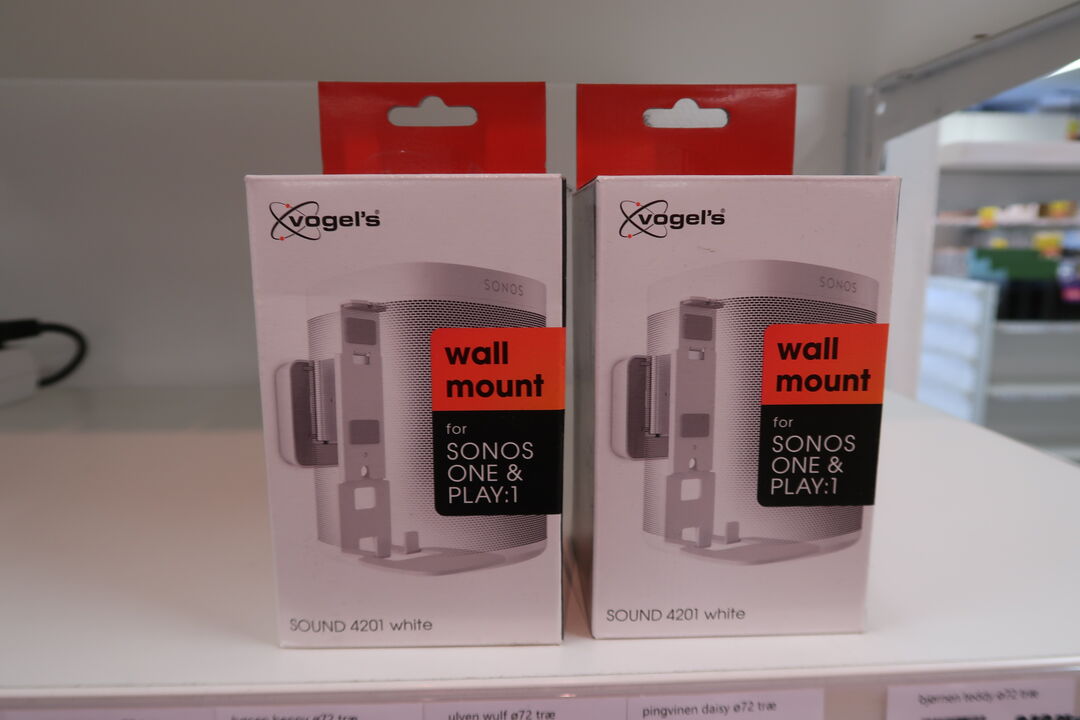 vogel's
SONOS
wall
mount
for
SONOS
ONE &
PLAY:1
SOUND 4201 white
vogel's
SONOS
wall
mount
for
SONOS
ONE &
PLAY:1
SOUND 4201 white
ulven wulf ø72 træ
pingvinen daisy ø72 træ
bjørnen teddy ø72 træ